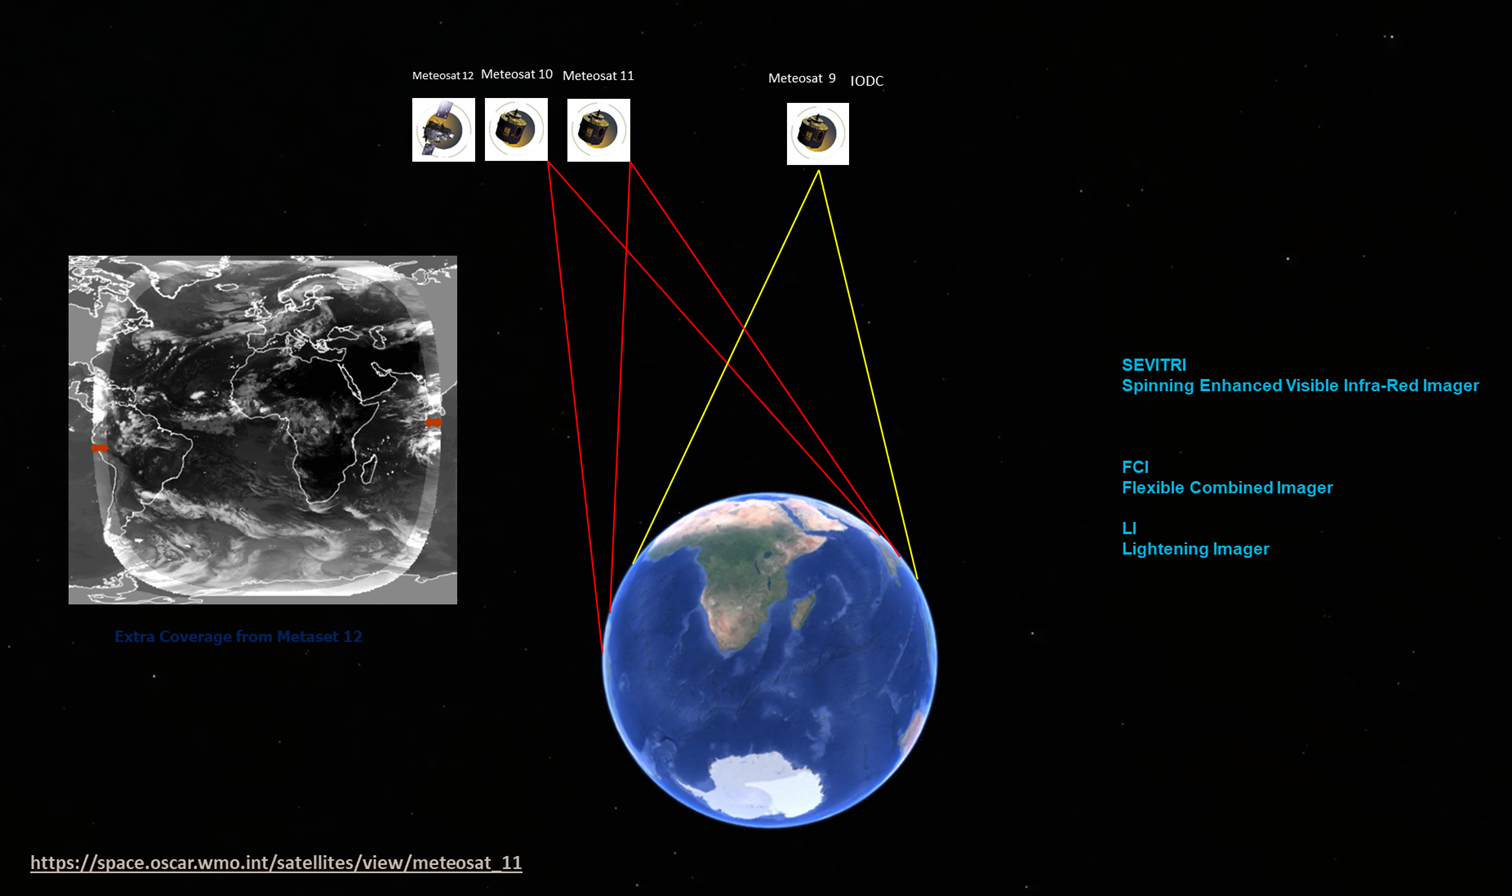 Meteosat 12
Meteosat 10
Meteosat 11
Meteosat 9
IODC
SEVITRI
Spinning Enhanced Visible Infra-Red Imager
FCI
Flexible Combined Imager
LI
Lightening Imager
Extra Coverage from Metaset 12
https://space.oscar.wmo.int/satellites/view/meteosat_11